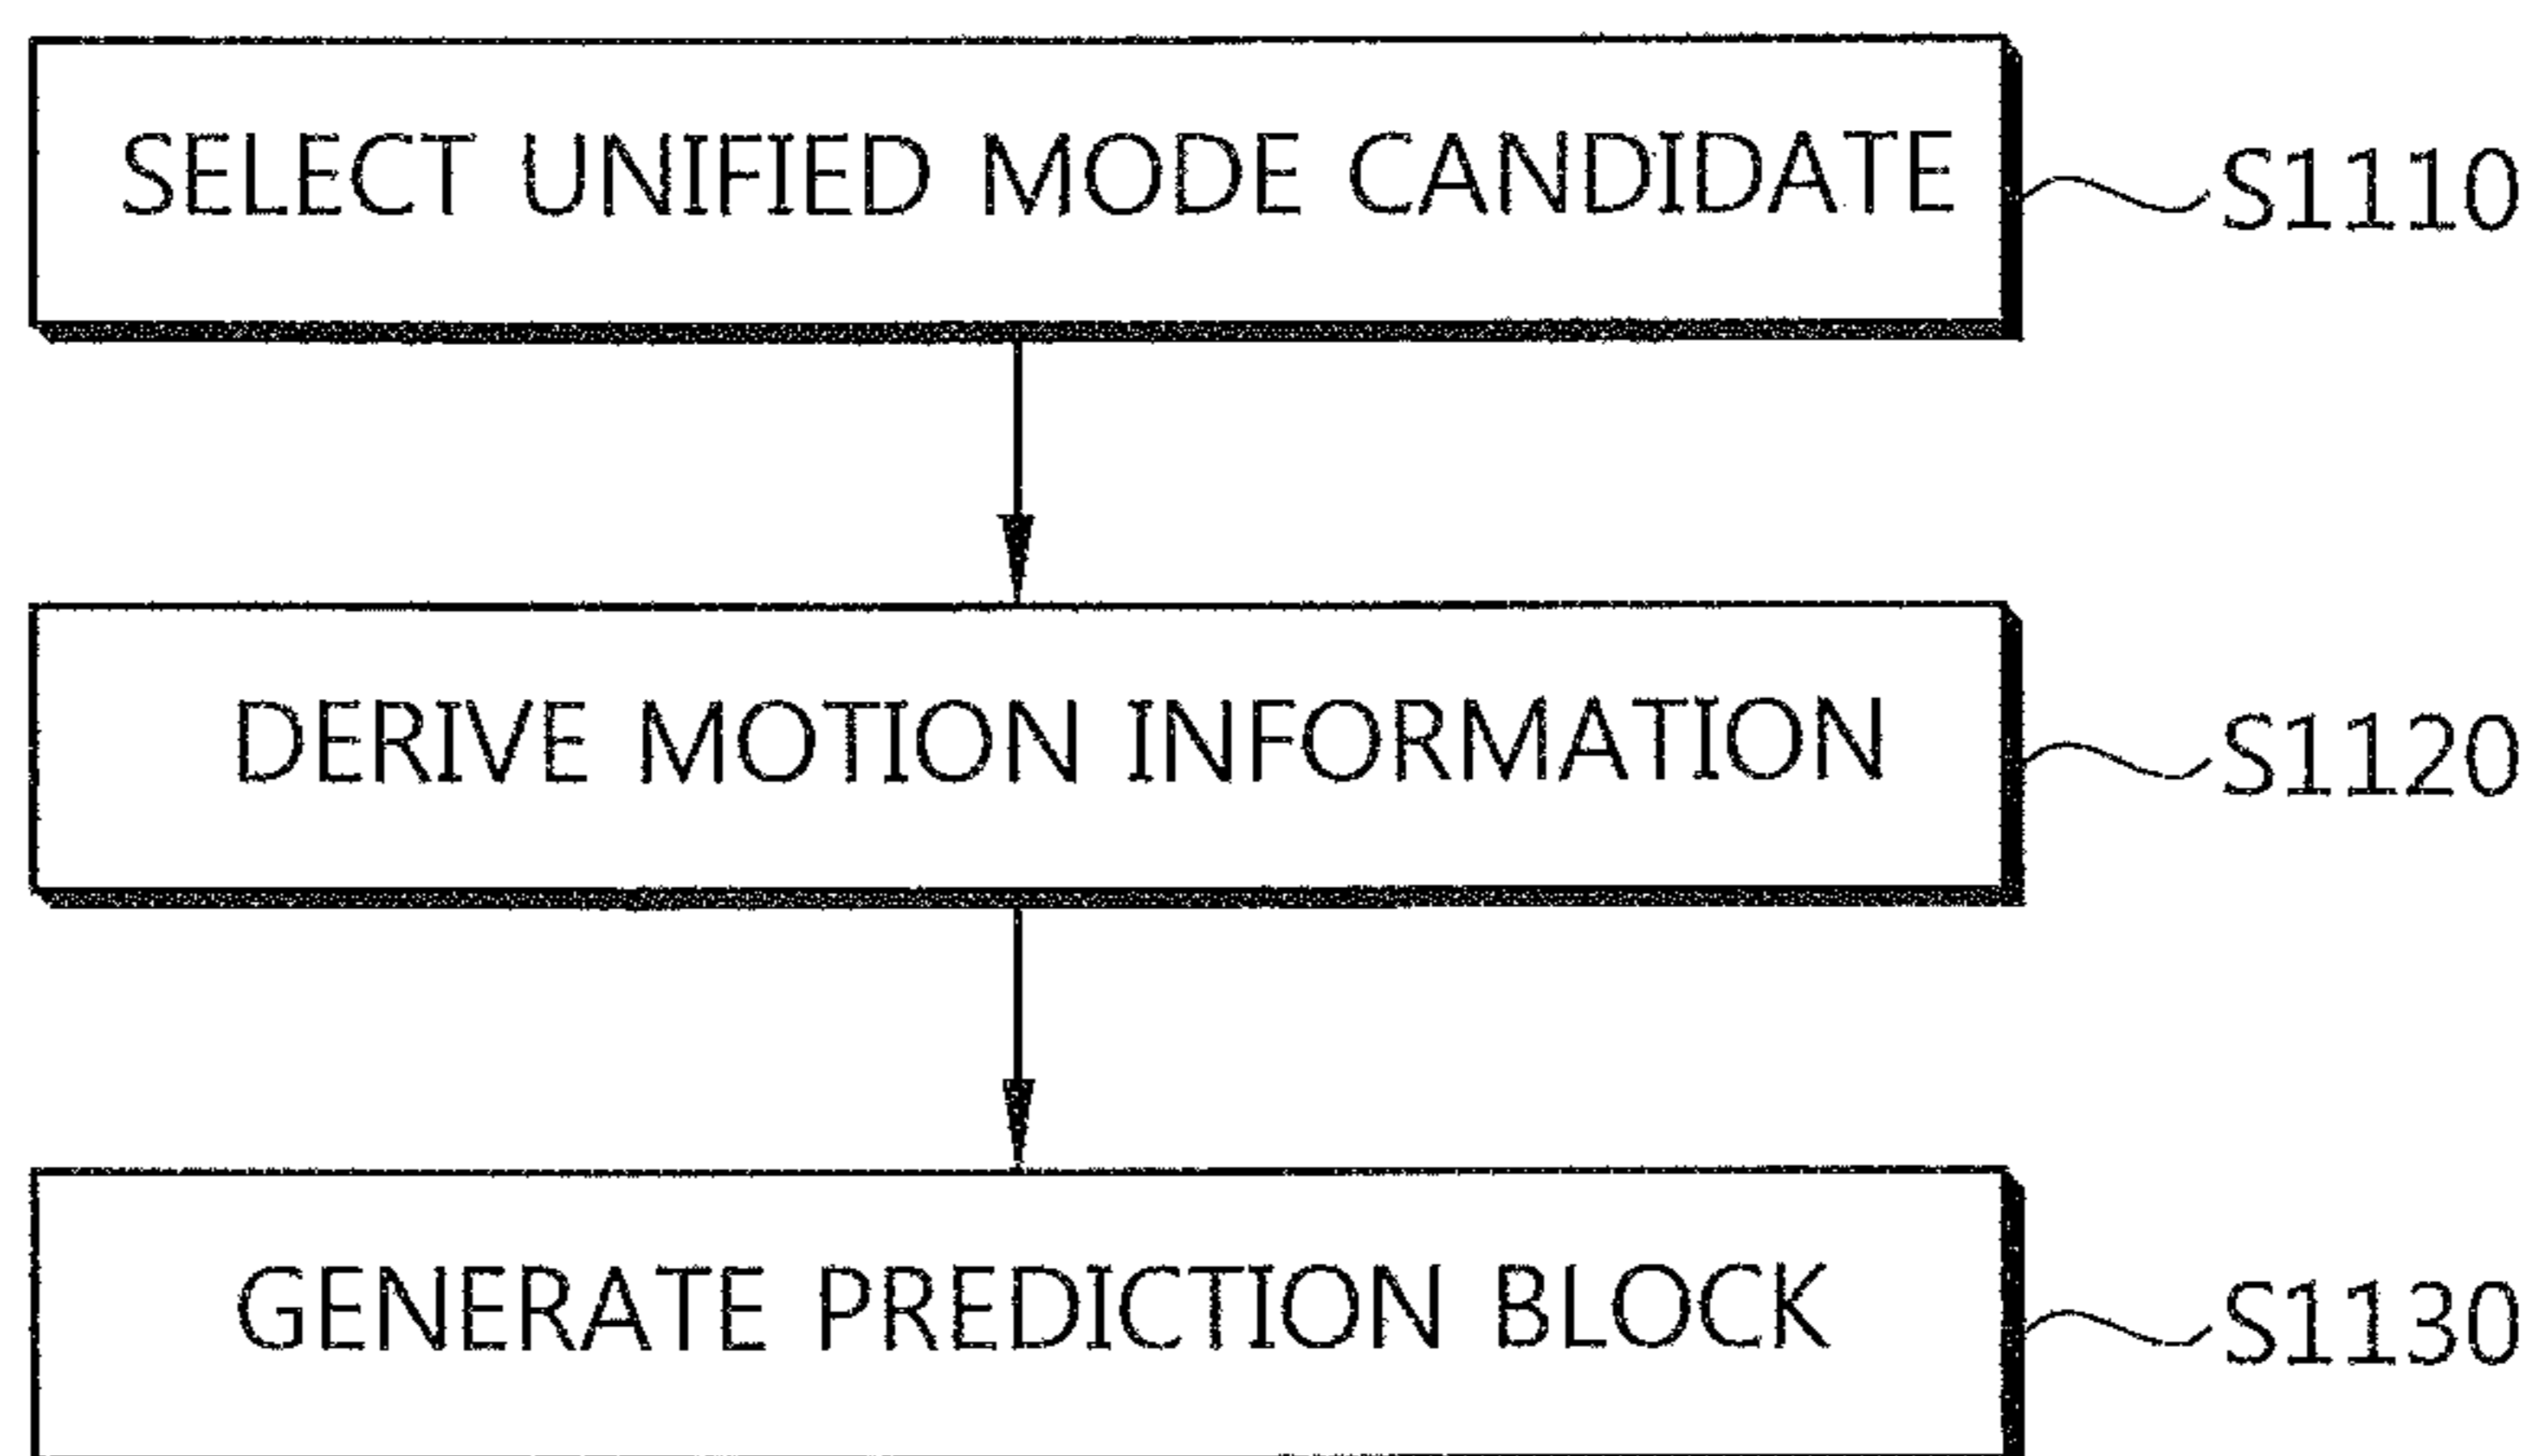 SELECT UNIFIED MODE CANDIDATE S1110
DERIVE MOTION INFORMATION S1120
GENERATE PREDICTION BLOCK S1130